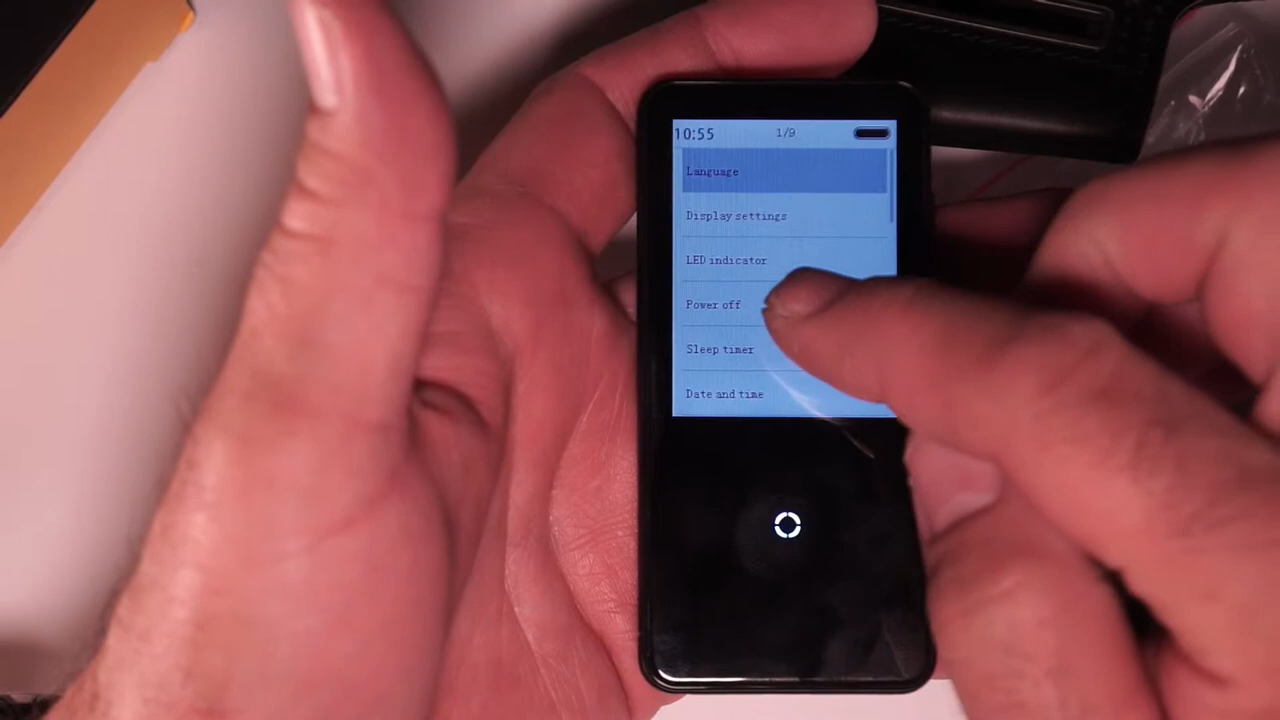 10:55 1/9
Language
Display settings
LED indicator
Power off
Sleep timer
Date and time